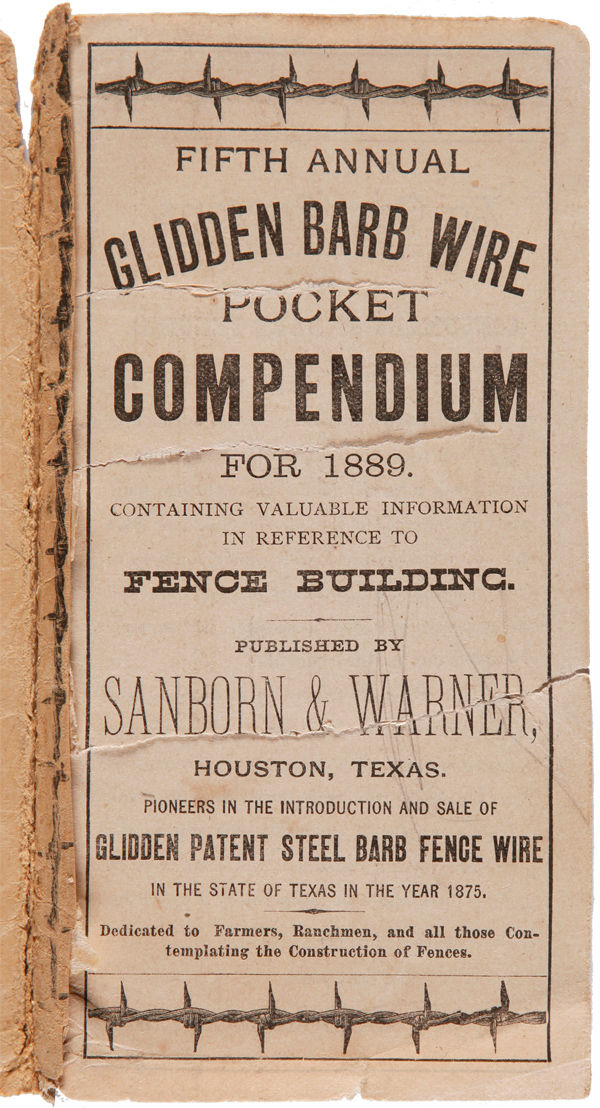 FIFTH ANNUAL
GLIDDEN BARB WIRE
POCKET
COMPENDIUM
FOR 1889.
CONTAINING VALUABLE INFORMATION
IN REFERENCE TO
FENCE BUILDING.
PUBLISHED BY
SANBORN & WARNER,
HOUSTON, TEXAS.
PIONEERS IN THE INTRODUCTION AND SALE OF
GLIDDEN PATENT STEEL BARB FENCE WIRE
IN THE STATE OF TEXAS IN THE YEAR 1875.
Dedicated to Farmers, Ranchmen, and all those Con-
templating the Construction of Fences.